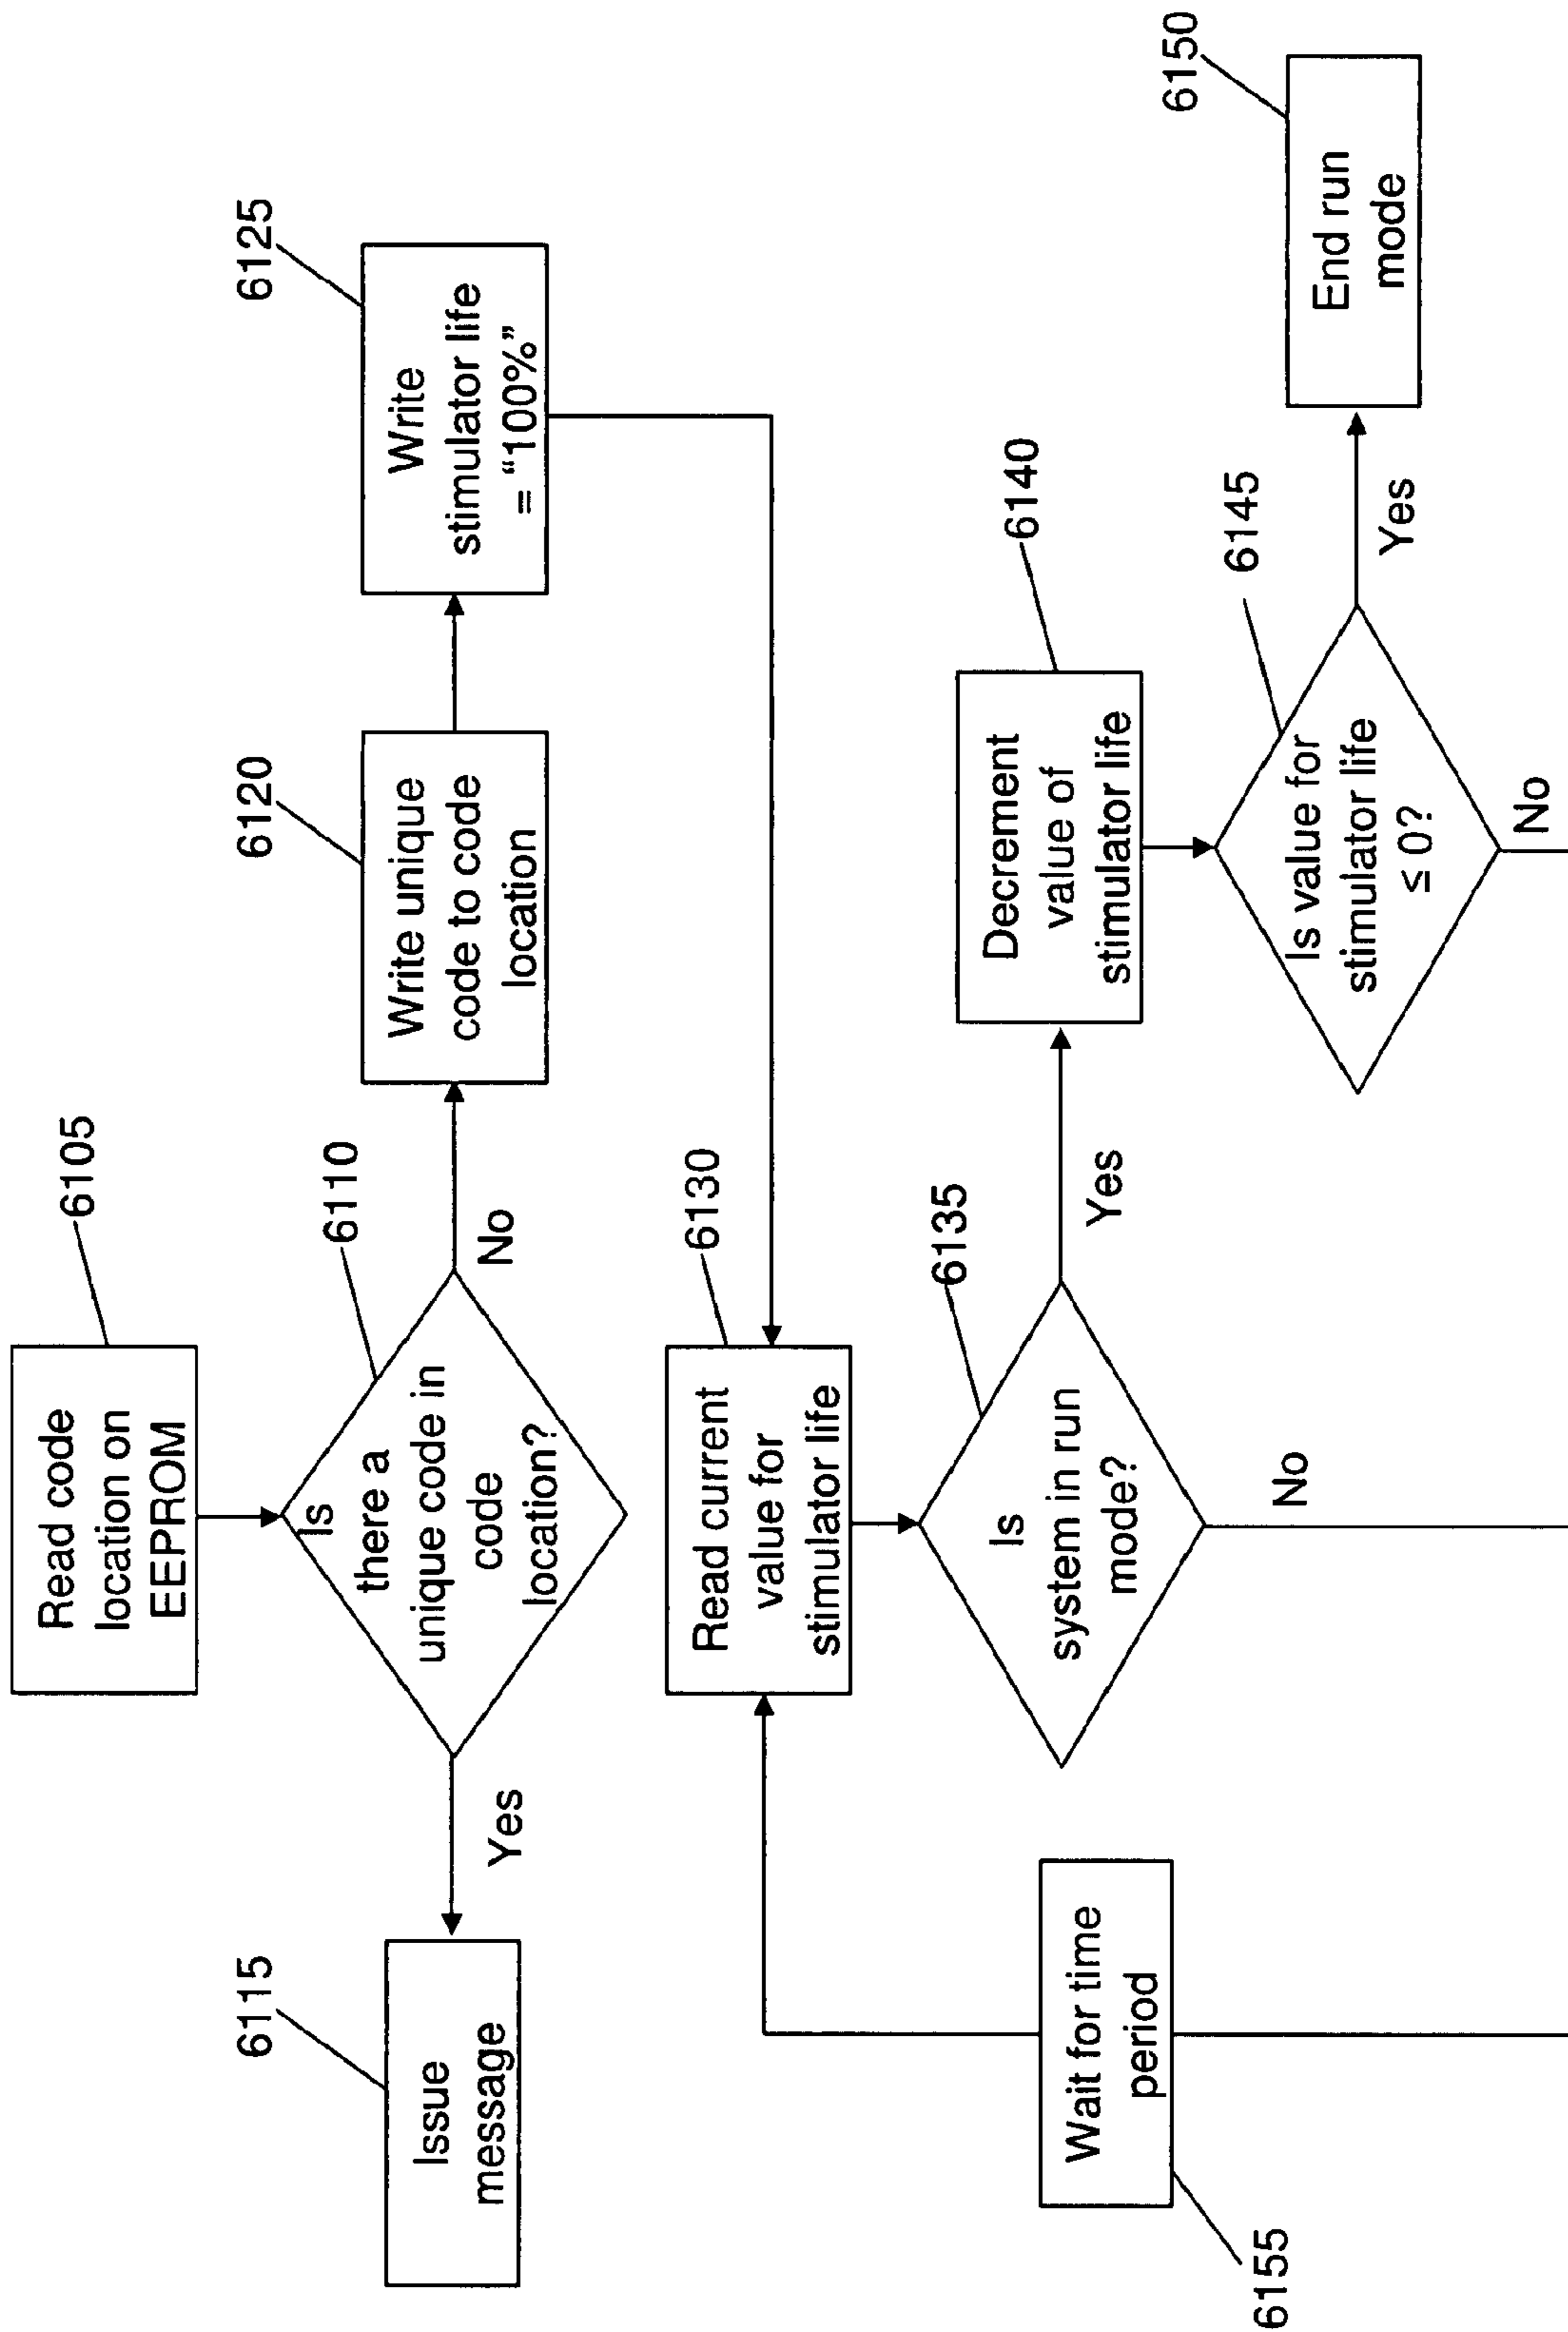 Read code
location on
EEPROM
6105
Is
there a
unique code in
code
location?
6110
Yes
No
6115
Issue
message
6120
Write unique
code to code
location
6125
Write
stimulator life
= “100%”
6130
Read current
value for
stimulator life
6135
Is
system in run
mode?
Yes
No
6140
Decrement
value of
stimulator life
6145
Is value for
stimulator life
≤ 0?
Yes
No
6150
End run
mode
Wait for time
period
6155